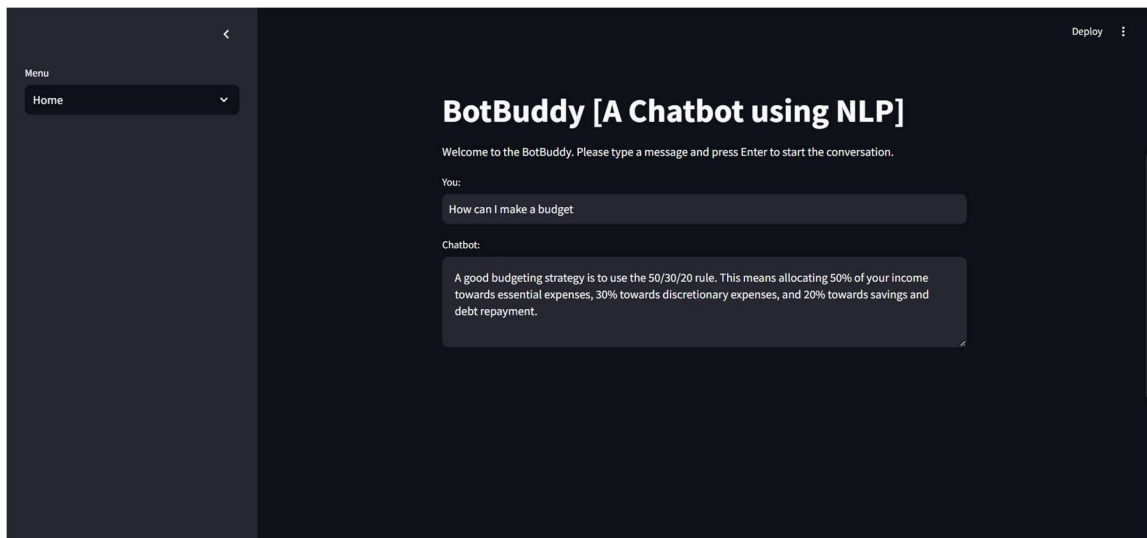 Deploy
Menu
Home
BotBuddy [A Chatbot using NLP]
Welcome to the BotBuddy. Please type a message and press Enter to start the conversation.
You:
How can I make a budget
Chatbot:
A good budgeting strategy is to use the 50/30/20 rule. This means allocating 50% of your income
towards essential expenses, 30% towards discretionary expenses, and 20% towards savings and
debt repayment.